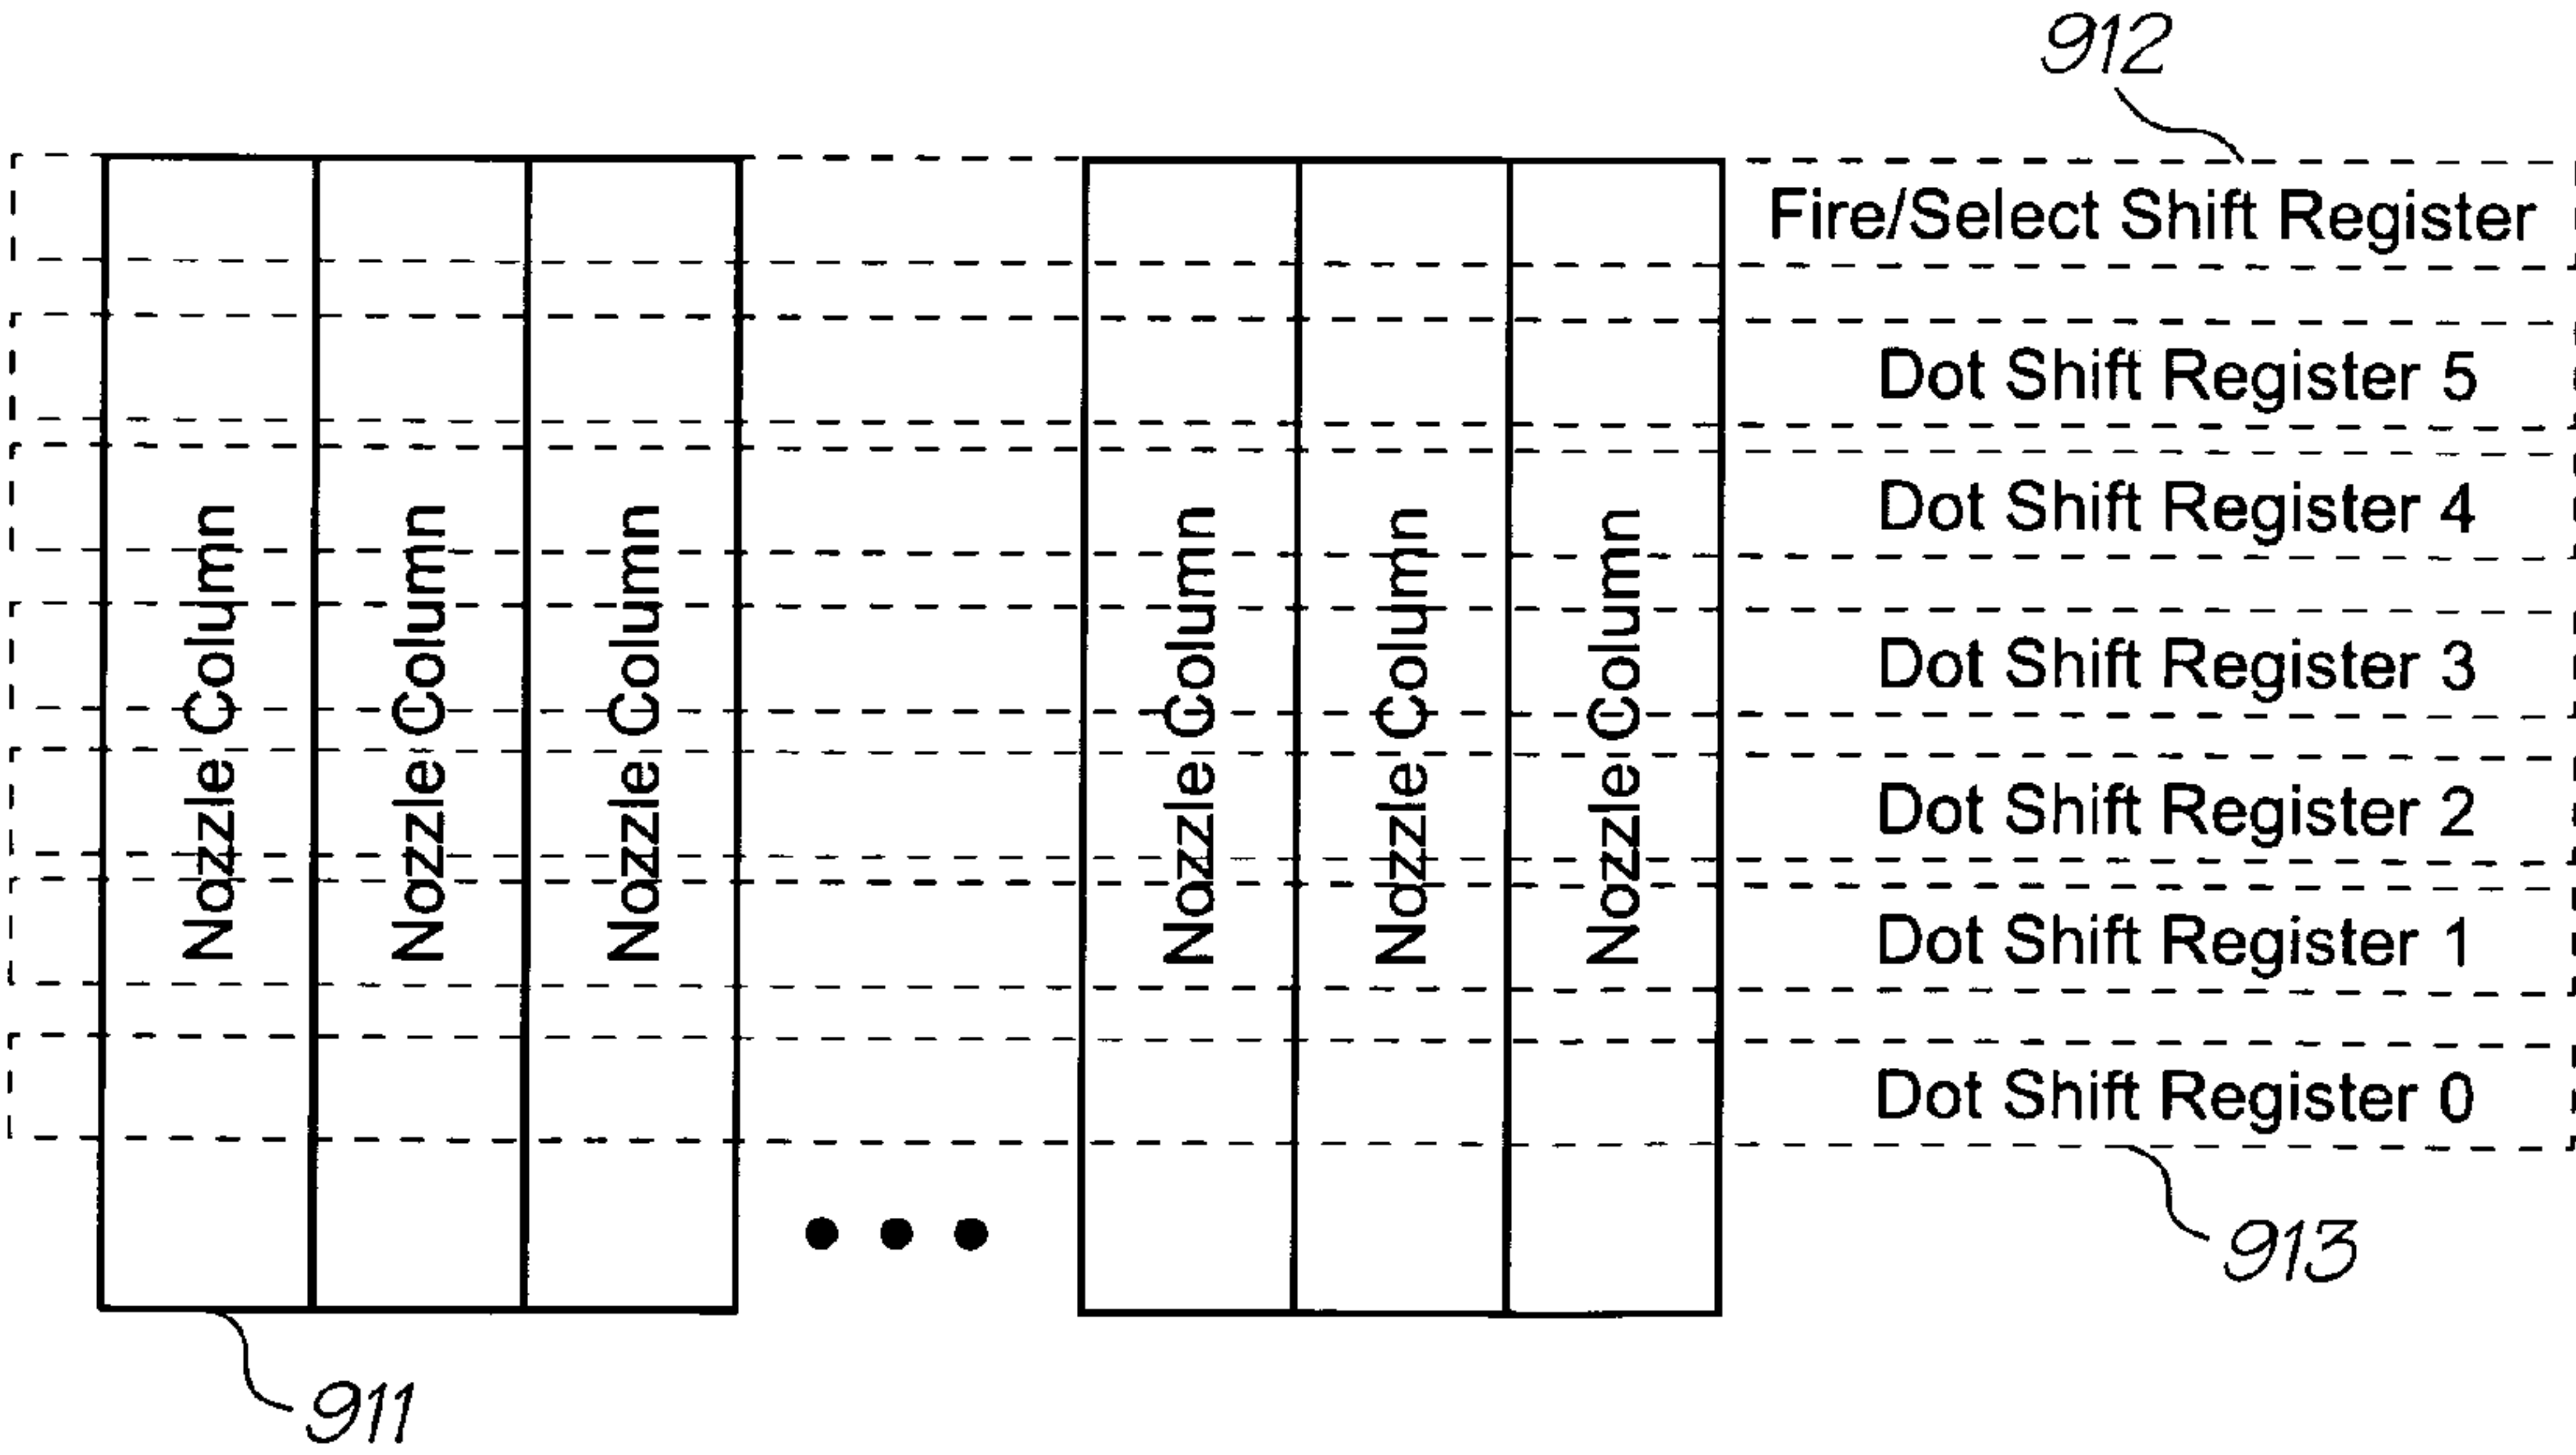 912
Fire/Select Shift Register
Dot Shift Register 5
Dot Shift Register 4
Dot Shift Register 3
Dot Shift Register 2
Dot Shift Register 1
Dot Shift Register 0
Nozzle Column
Nozzle Column
Nozzle Column
Nozzle Column
Nozzle Column
Nozzle Column
913
911